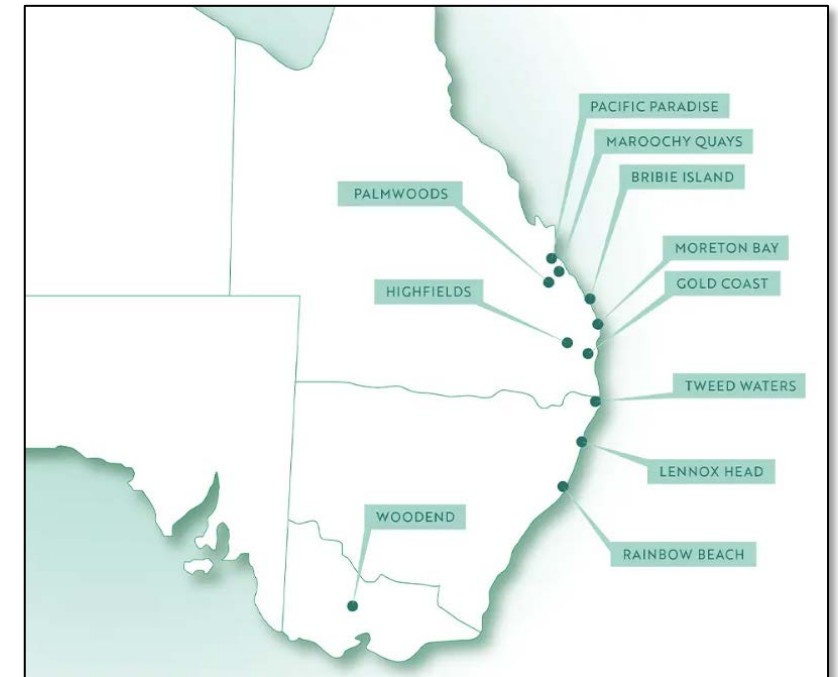 PACIFIC PARADISE
MAROOCHY QUAYS
BRIBIE ISLAND
PALMWOODS
MORETON BAY
GOLD COAST
HIGHFIELDS
TWEED WATERS
LENNOX HEAD
WOODEND
RAINBOW BEACH